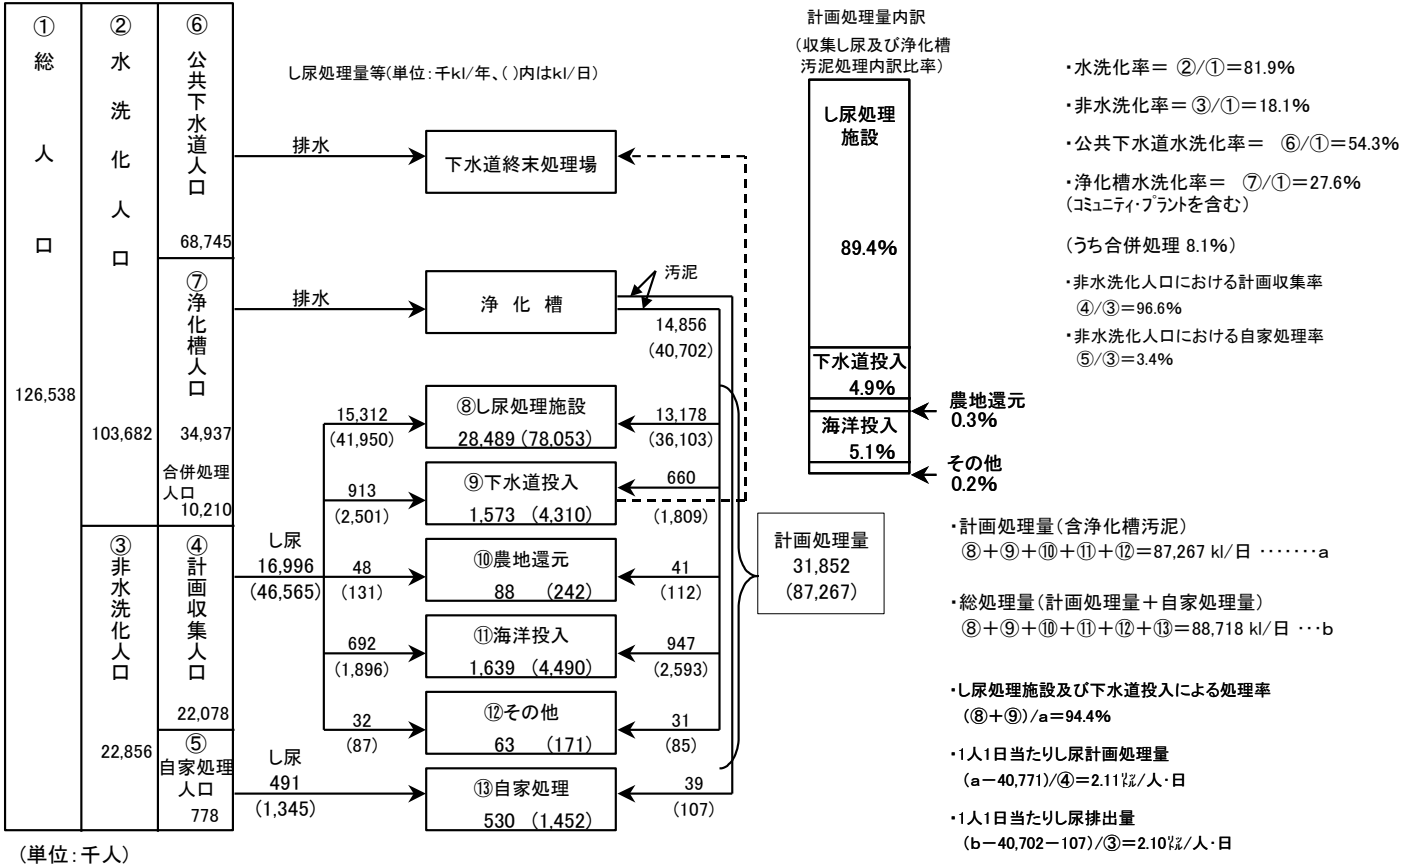 ①
総人口
126,538
②
水洗化人口
103,682
③
非水洗化人口
22,856
⑥
公共下水道人口
68,745
⑦
浄化槽人口
34,937
合併処理
人口
10,210
④
計画収集人口
22,078
⑤
自家処理
人口
778
(単位:千人)
し尿処理量等(単位:千kl/年、( )内はkl/日)
排水
下水道終末処理場
排水
浄 化 槽
汚泥
14,856
(40,702)
し尿
16,996
(46,565)
15,312
(41,950)
⑧し尿処理施設
28,489 (78,053)
13,178
(36,103)
913
(2,501)
⑨下水道投入
1,573 (4,310)
660
(1,809)
48
(131)
⑩農地還元
88 (242)
41
(112)
692
(1,896)
⑪海洋投入
1,639 (4,490)
947
(2,593)
32
(87)
⑫その他
63 (171)
31
(85)
し尿
491
(1,345)
⑬自家処理
530 (1,452)
39
(107)
計画処理量
31,852
(87,267)
計画処理量内訳
(収集し尿及び浄化槽
汚泥処理内訳比率)
し尿処理
施設
89.4%
下水道投入
4.9%
農地還元
0.3%
海洋投入
5.1%
その他
0.2%
・水洗化率= ②/①=81.9%
・非水洗化率=③/①=18.1%
・公共下水道水洗化率= ⑥/①=54.3%
・浄化槽水洗化率= ⑦/①=27.6%
(コミュニティ・プラントを含む)
(うち合併処理 8.1%)
・非水洗化人口における計画収集率
④/③=96.6%
・非水洗化人口における自家処理率
⑤/③=3.4%
・計画処理量(含浄化槽汚泥)
⑧+⑨+⑩+⑪+⑫=87,267 kl/日 ・・・・・・・a
・総処理量(計画処理量+自家処理量)
⑧+⑨+⑩+⑪+⑫+⑬=88,718 kl/日 ・・・b
・し尿処理施設及び下水道投入による処理率
(⑧+⑨)/a=94.4%
・1人1日当たりし尿計画処理量
(a-40,771)/④=2.11㍑/人・日
・1人1日当たりし尿排出量
(b-40,702-107)/③=2.10㍑/人・日